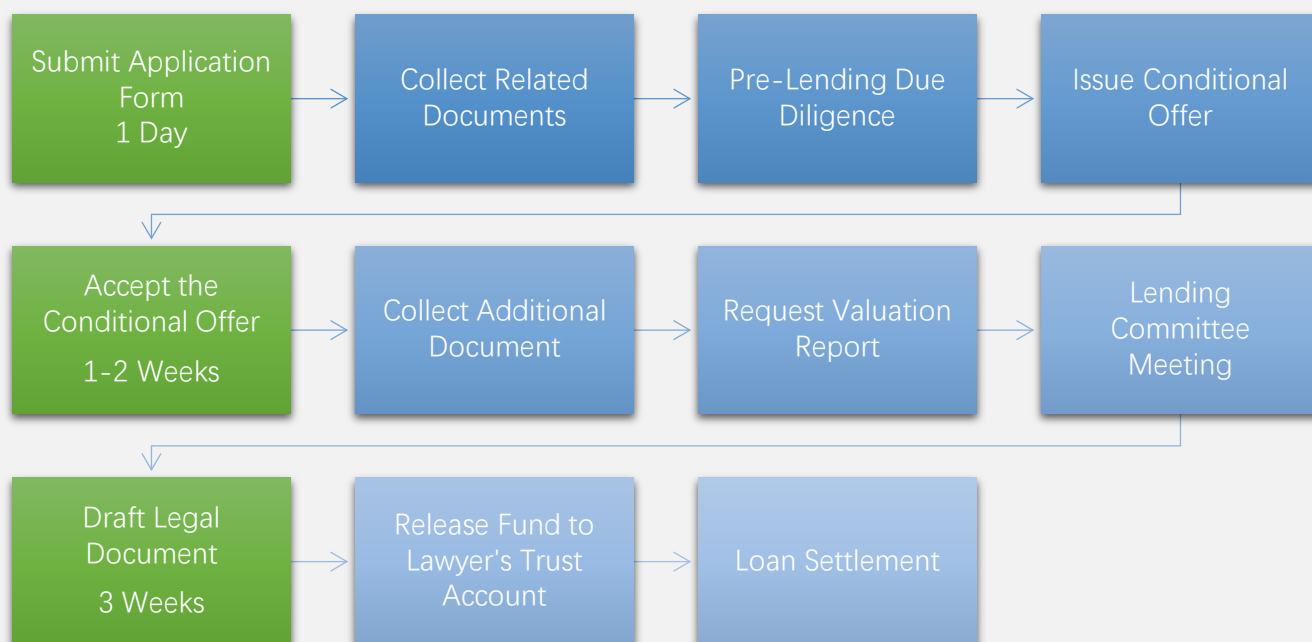 Submit Application
Form
1 Day
Collect Related
Documents
Pre-Lending Due
Diligence
Issue Conditional
Offer
Accept the
Conditional Offer
1-2 Weeks
Collect Additional
Document
Request Valuation
Report
Lending
Committee
Meeting
Draft Legal
Document
3 Weeks
Release Fund to
Lawyer's Trust
Account
Loan Settlement